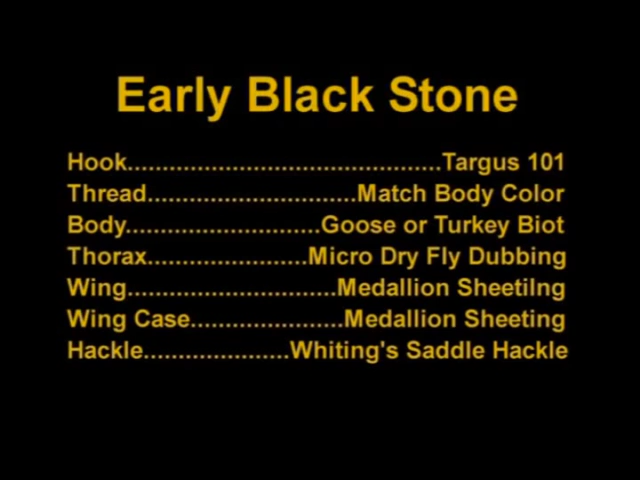 Early Black Stone
Hook.............................................Targus 101
Thread..............................Match Body Color
Body............................Goose or Turkey Biot
Thorax.......................Micro Dry Fly Dubbing
Wing..............................Medallion Sheetilng
Wing Case......................Medallion Sheeting
Hackle.....................Whiting's Saddle Hackle